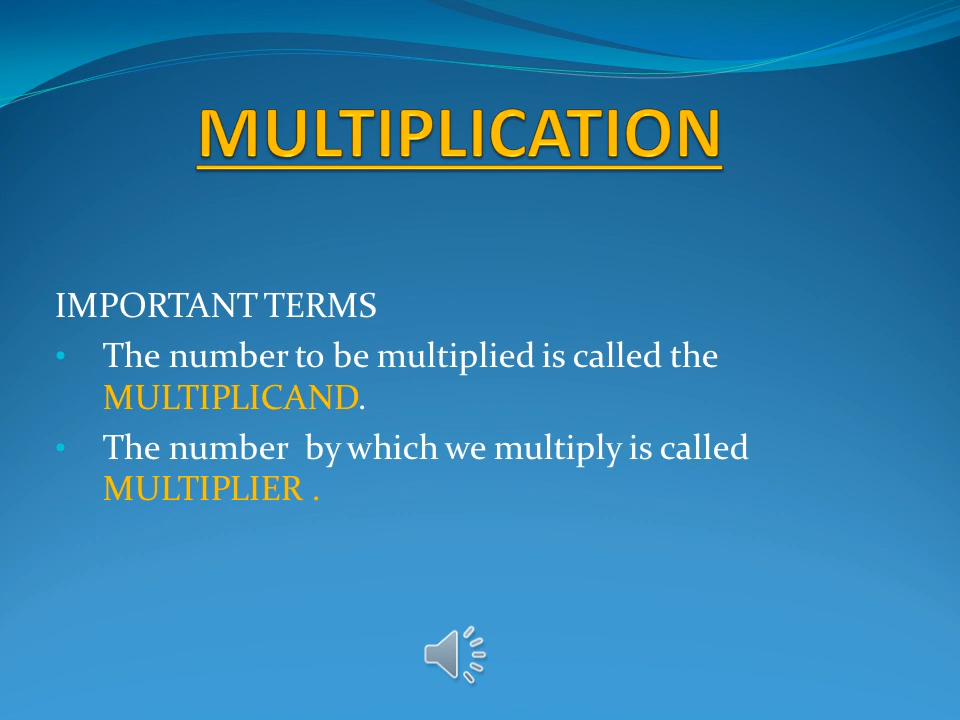 MULTIPLICATION
IMPORTANT TERMS
• The number to be multiplied is called the
MULTIPLICAND.
• The number  by which we multiply is called
MULTIPLIER .